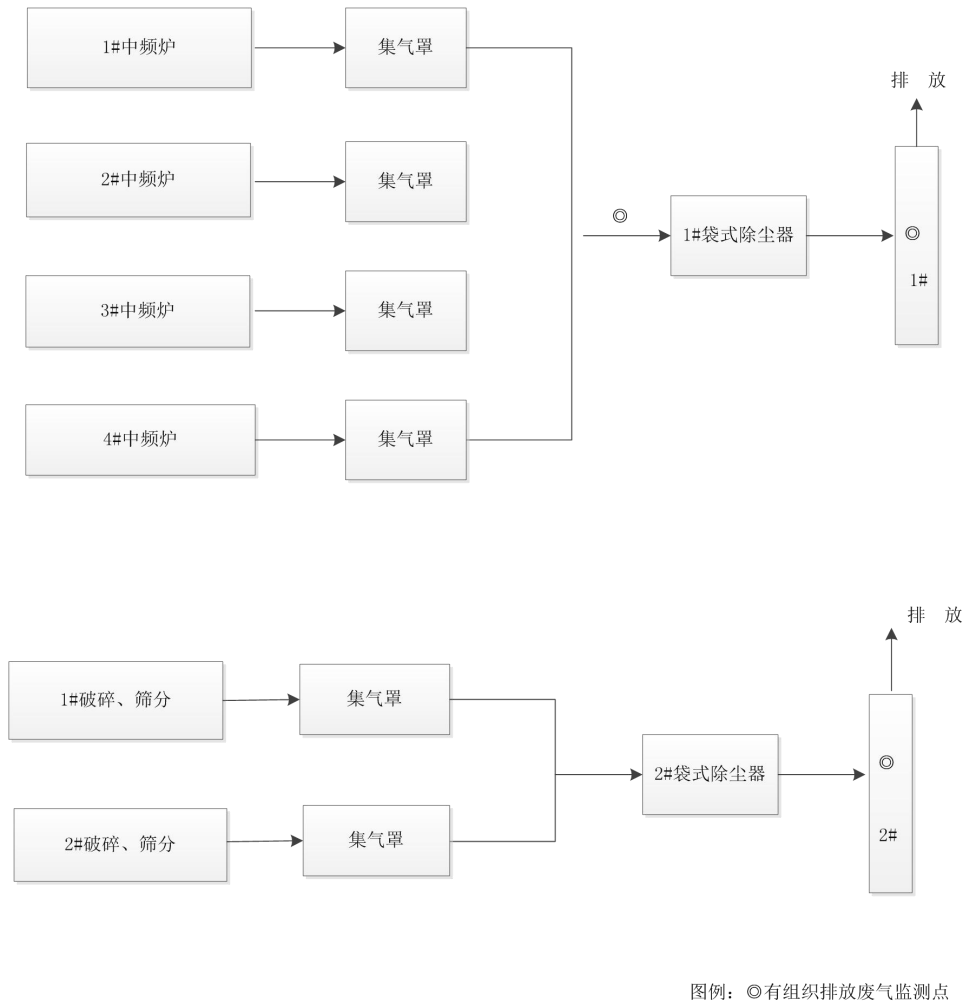 1#中频炉
集气罩
排 放
2#中频炉
集气罩
◎
1#袋式除尘器
◎
1#
3#中频炉
集气罩
4#中频炉
集气罩
排 放
1#破碎、筛分
集气罩
2#袋式除尘器
◎
2#
2#破碎、筛分
集气罩
图例：◎有组织排放废气监测点